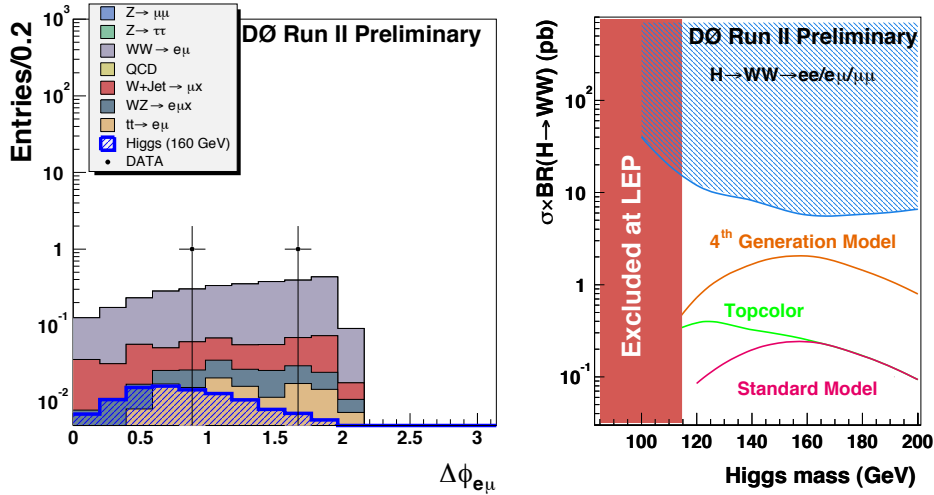 DØ Run II Preliminary
Z→ μμ
Z→ ττ
WW→ eμ
QCD
W+Jet→ μx
WZ→ eμx
tt→ eμ
Higgs (160 GeV)
DATA
Entries/0.2
10³
10²
10
1
10⁻¹
10⁻²
0 0.5 1 1.5 2 2.5 3
Δϕeμ
DØ Run II Preliminary
H→WW→ee/eμ/μμ
σ×BR(H→WW) (pb)
10²
10
1
10⁻¹
Excluded at LEP
4th Generation Model
Topcolor
Standard Model
100 120 140 160 180 200
Higgs mass (GeV)